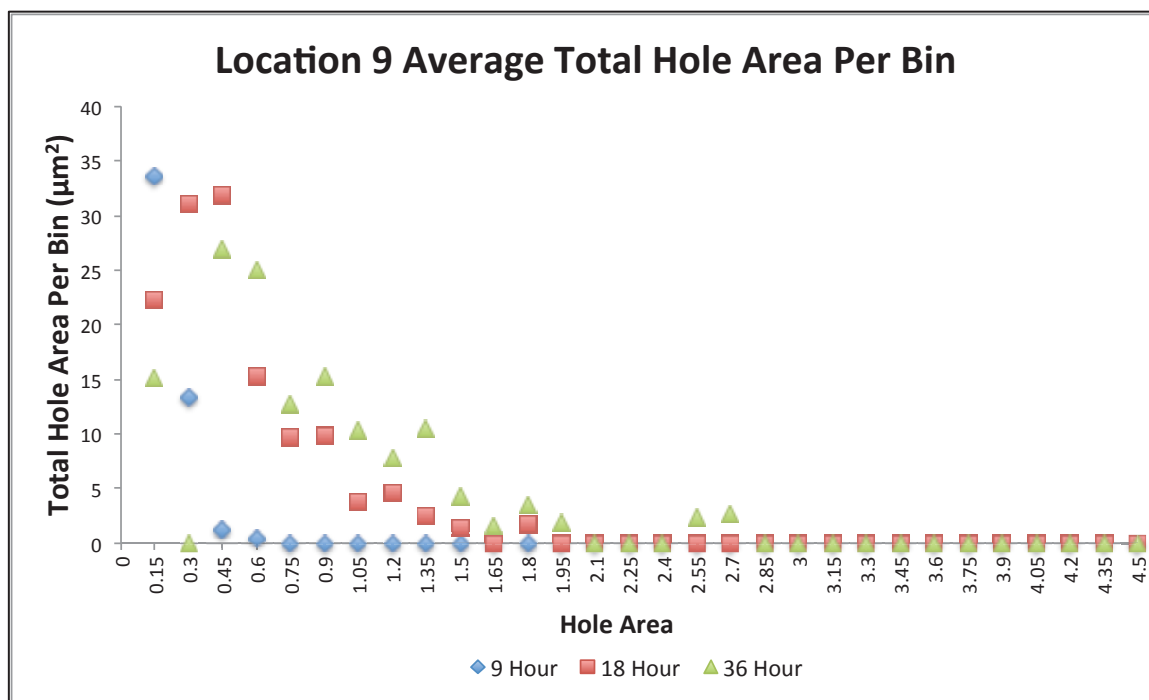 Location 9 Average Total Hole Area Per Bin
Total Hole Area Per Bin (μm²)
40
35
30
25
20
15
10
5
0
0 0.15 0.3 0.45 0.6 0.75 0.9 1.05 1.2 1.35 1.5 1.65 1.8 1.95 2.1 2.25 2.4 2.55 2.7 2.85 3 3.15 3.3 3.45 3.6 3.75 3.9 4.05 4.2 4.35 4.5
Hole Area
9 Hour 18 Hour 36 Hour